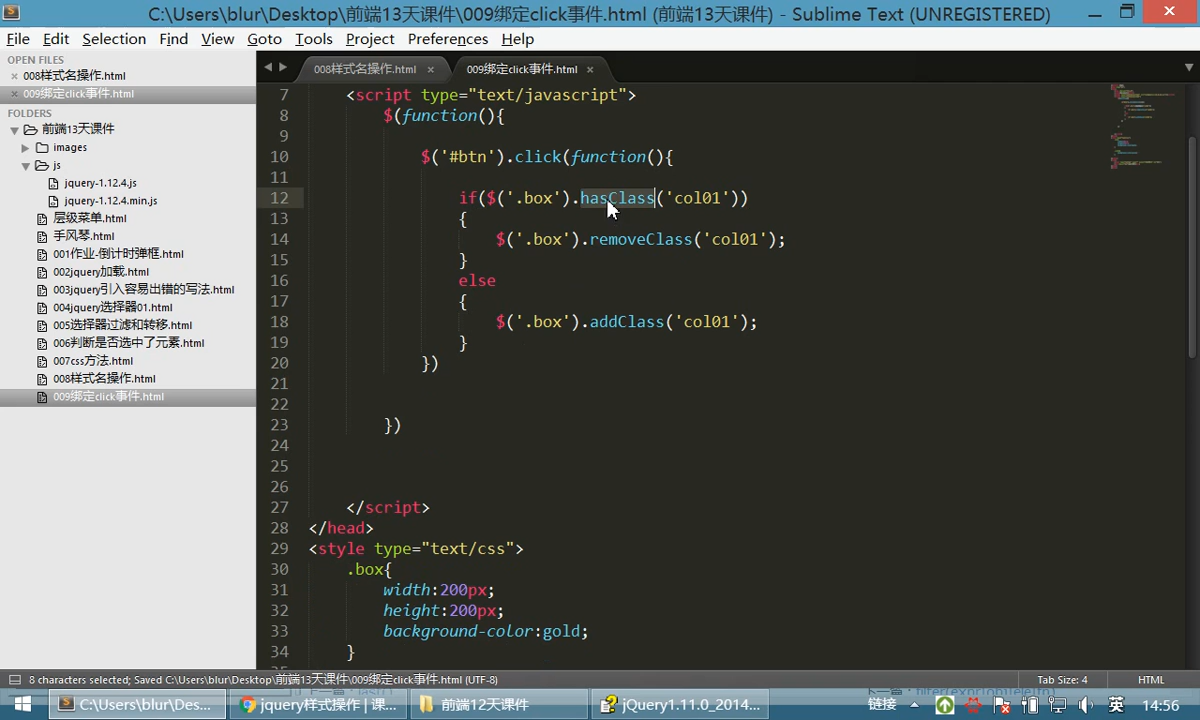 C:\Users\blur\Desktop\前端13天课件\009绑定click事件.html (前端13天课件) - Sublime Text (UNREGISTERED)
File Edit Selection Find View Goto Tools Project Preferences Help
OPEN FILES
008样式名操作.html
009绑定click事件.html
FOLDERS
前端13天课件
images
js
jquery-1.12.4.js
jquery-1.12.4.min.js
层级菜单.html
手风琴.html
001作业-倒计时弹框.html
002jquery加载.html
003jquery引入容易出错的写法.html
004jquery选择器01.html
005选择器过滤和转移.html
006判断是否选中了元素.html
007css方法.html
008样式名操作.html
009绑定click事件.html
008样式名操作.html 009绑定click事件.html
7 <script type="text/javascript">
8 $(function(){
9
10 $('#btn').click(function(){
11
12 if($('.box').hasClass('col01'))
13 {
14 $('.box').removeClass('col01');
15 }
16 else
17 {
18 $('.box').addClass('col01');
19 }
20 })
21
22
23 })
24
25
26
27 </script>
28 </head>
29 <style type="text/css">
30 .box{
31 width:200px;
32 height:200px;
33 background-color:gold;
34 }
8 characters selected; Saved C:\Users\blur\Desktop\前端13天课件\009绑定click事件.html (UTF-8) Tab Size: 4 HTML
C:\Users\blur\Des... jquery样式操作 | 课... 前端12天课件 jQuery1.11.0_2014... 链接 英 14:56